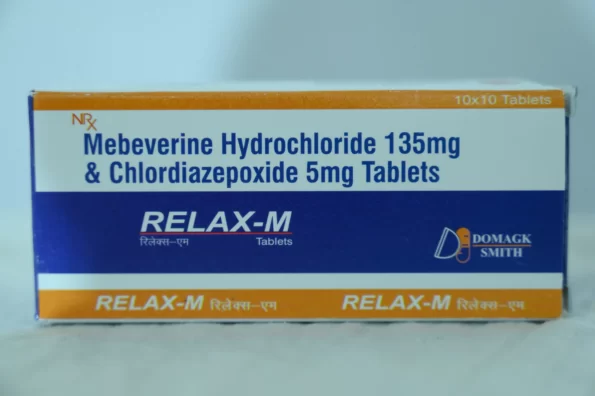 10x10 Tablets
NRx
Mebeverine Hydrochloride 135mg
& Chlordiazepoxide 5mg Tablets
RELAX-M
Tablets
रिलेक्स-एम
DOMAGK
SMITH
RELAX-M रिलेक्स-एम RELAX-M रिलेक्स-एम